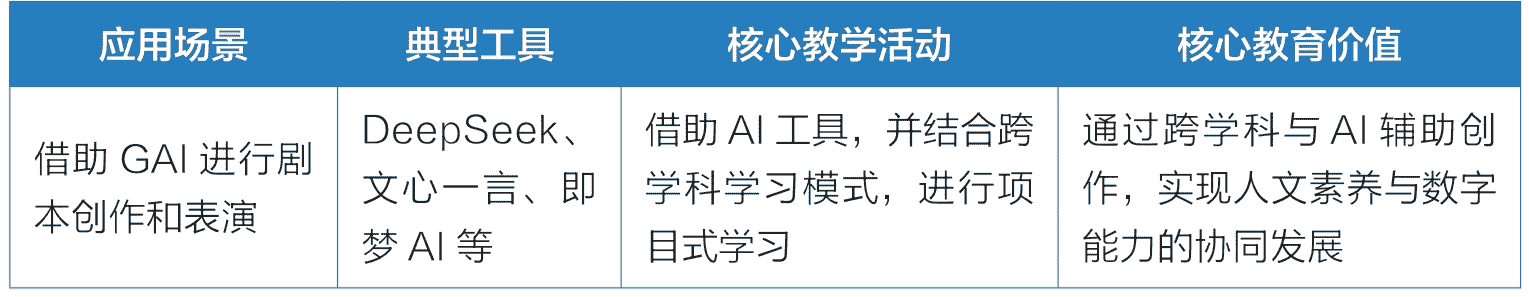 应用场景
典型工具
核心教学活动
核心教育价值
借助 GAI 进行剧
本创作和表演
DeepSeek、
文心一言、即
梦 AI 等
借助 AI 工具，并结合跨
学科学习模式，进行项
目式学习
通过跨学科与 AI 辅助创
作，实现人文素养与数字
能力的协同发展